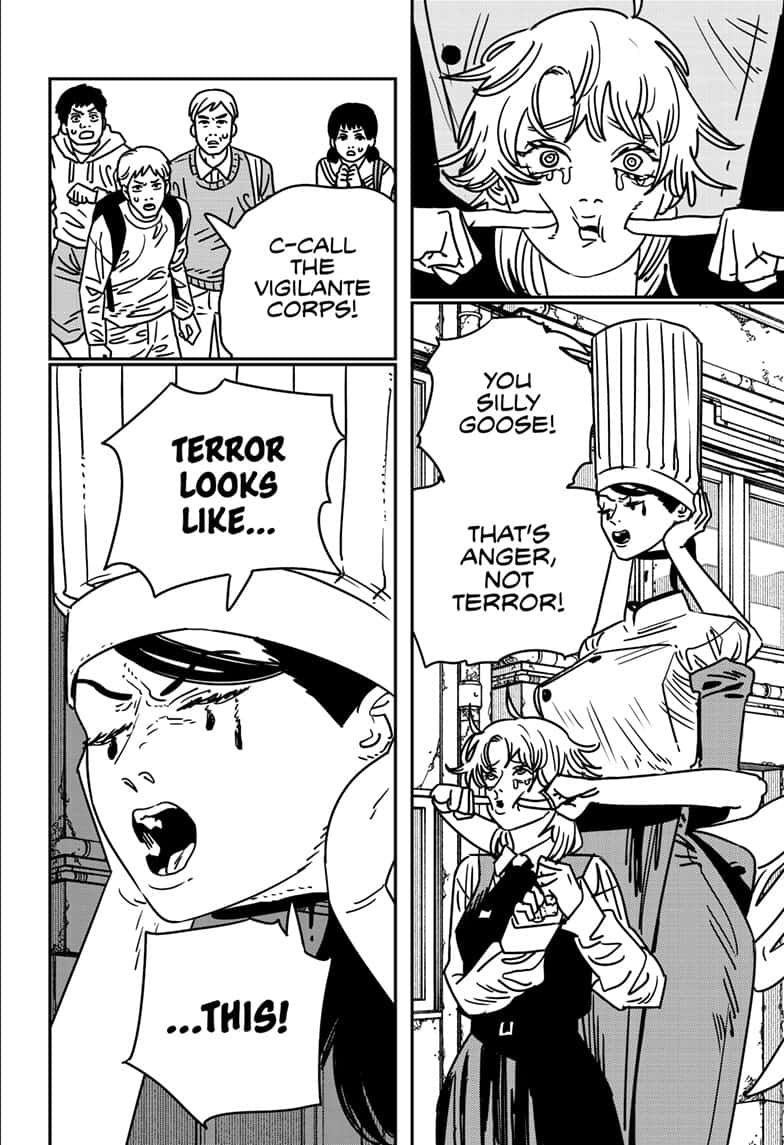 YOU
SILLY
GOOSE!
THAT'S
ANGER,
NOT
TERROR!
C-CALL
THE
VIGILANTE
CORPS!
TERROR
LOOKS
LIKE...
...THIS!